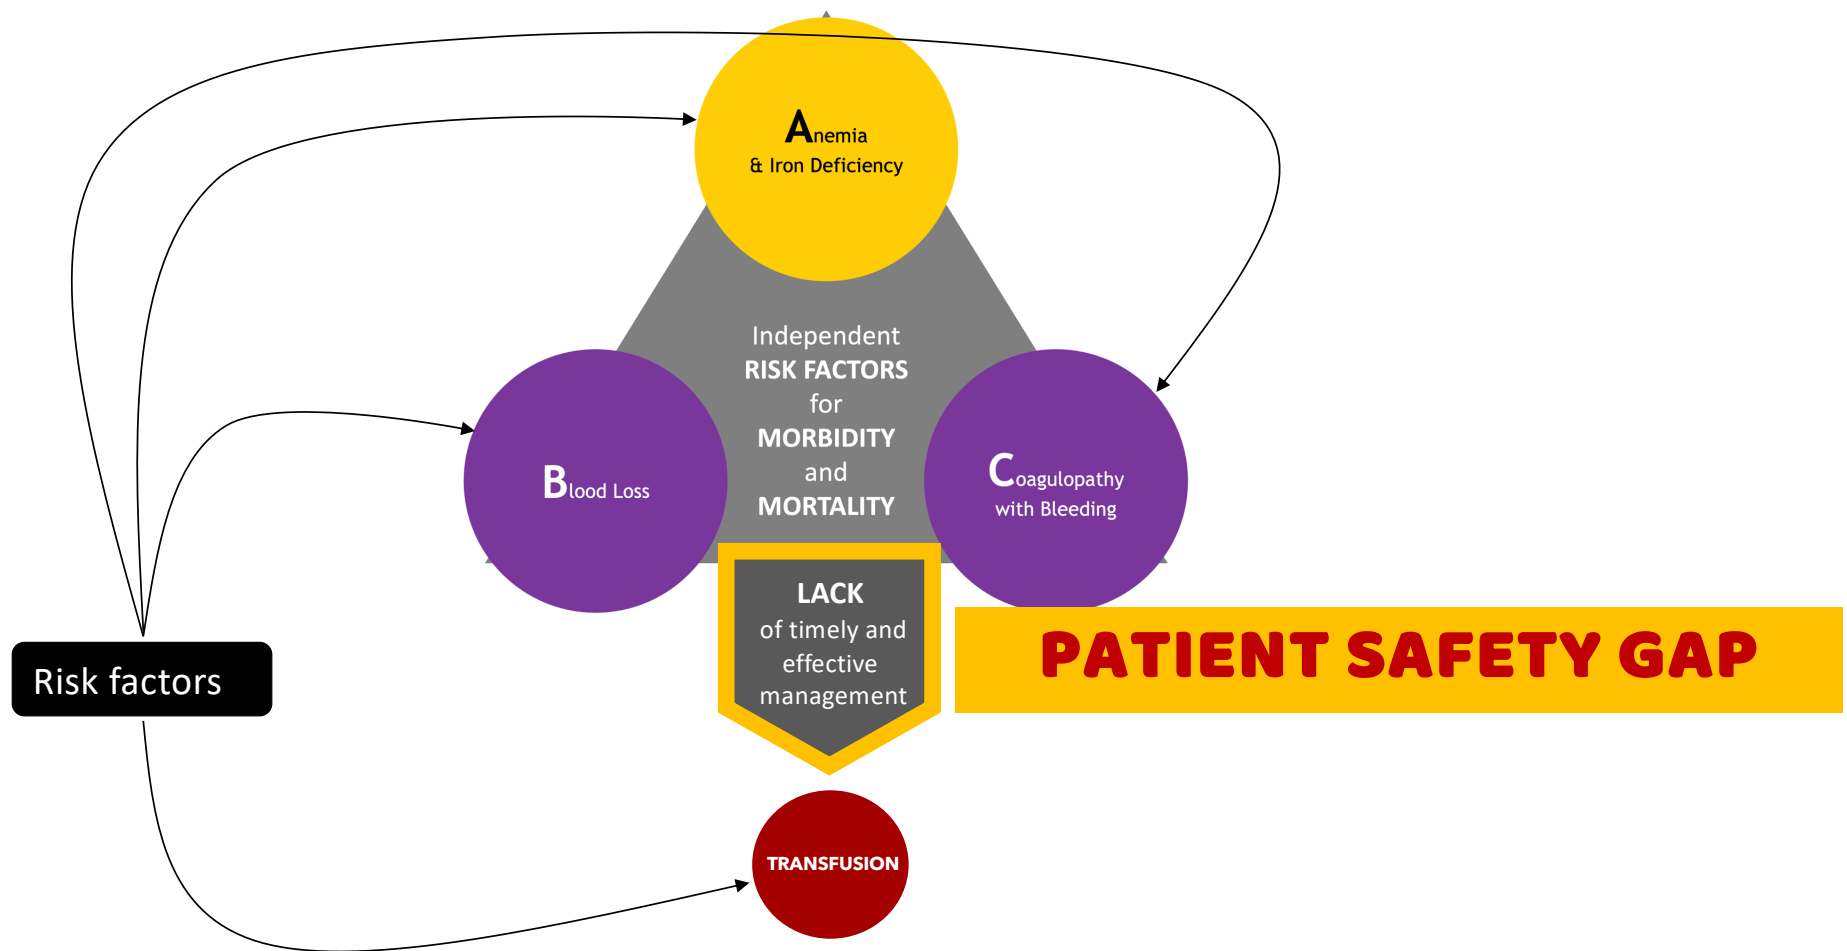 Anemia
& Iron Deficiency
Independent
RISK FACTORS
for
MORBIDITY
and
MORTALITY
Blood Loss
Coagulopathy
with Bleeding
LACK
of timely and
effective
management
PATIENT SAFETY GAP
Risk factors
TRANSFUSION